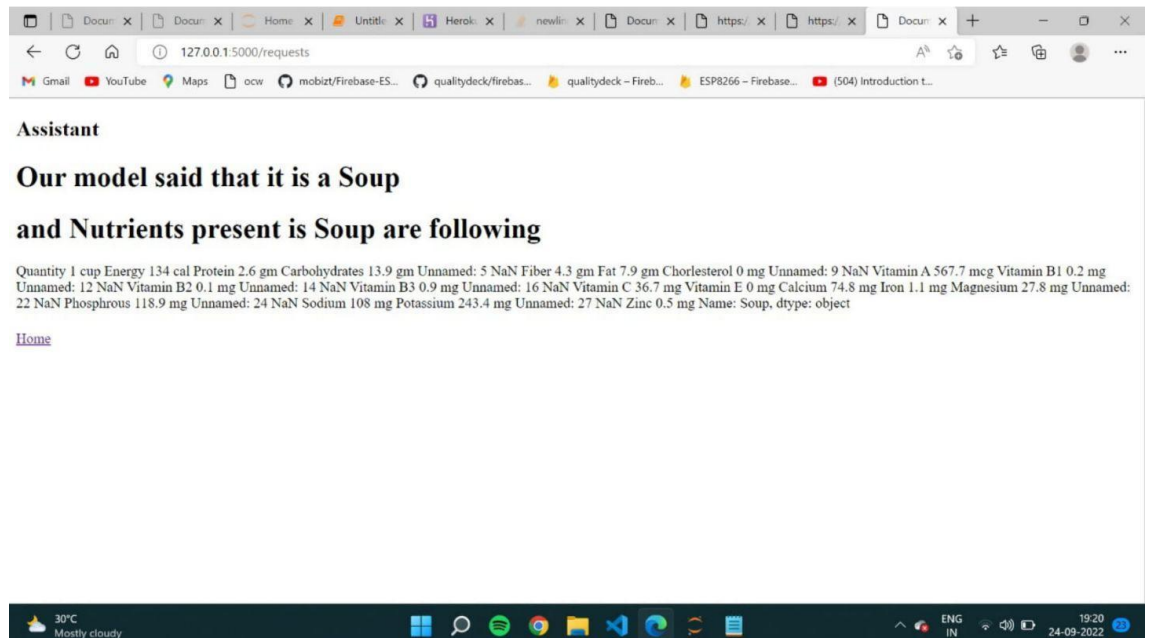 Docum
Docum
Home
Untitle
Heroku
newlin
Docum
https:/
https:/
Docum
127.0.0.1:5000/requests
Gmail YouTube Maps ocw mobizt/Firebase-ES... qualitydeck/firebas... qualitydeck – Fireb... ESP8266 – Firebase... (504) Introduction t...
Assistant
Our model said that it is a Soup
and Nutrients present is Soup are following
Quantity 1 cup Energy 134 cal Protein 2.6 gm Carbohydrates 13.9 gm Unnamed: 5 NaN Fiber 4.3 gm Fat 7.9 gm Chorlesterol 0 mg Unnamed: 9 NaN Vitamin A 567.7 mcg Vitamin B1 0.2 mg
Unnamed: 12 NaN Vitamin B2 0.1 mg Unnamed: 14 NaN Vitamin B3 0.9 mg Unnamed: 16 NaN Vitamin C 36.7 mg Vitamin E 0 mg Calcium 74.8 mg Iron 1.1 mg Magnesium 27.8 mg Unnamed:
22 NaN Phosphrous 118.9 mg Unnamed: 24 NaN Sodium 108 mg Potassium 243.4 mg Unnamed: 27 NaN Zinc 0.5 mg Name: Soup, dtype: object
Home
30°C
Mostly cloudy
ENG
IN
19:20
24-09-2022
23